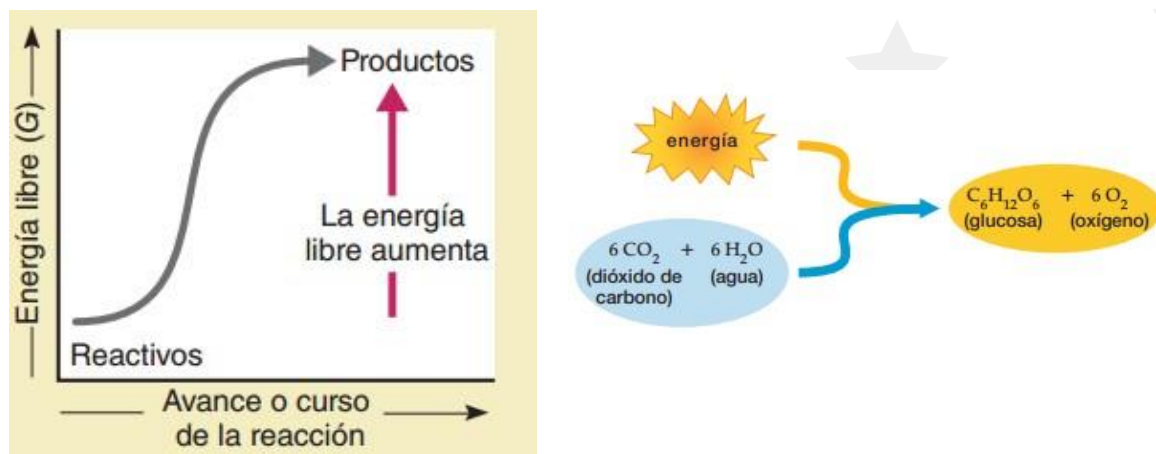 Energía libre (G)
Productos
La energía
libre aumenta
Reactivos
Avance o curso
de la reacción
energía
6 CO₂ + 6 H₂O
(dióxido de (agua)
carbono)
C₆H₁₂O₆ + 6 O₂
(glucosa) (oxígeno)